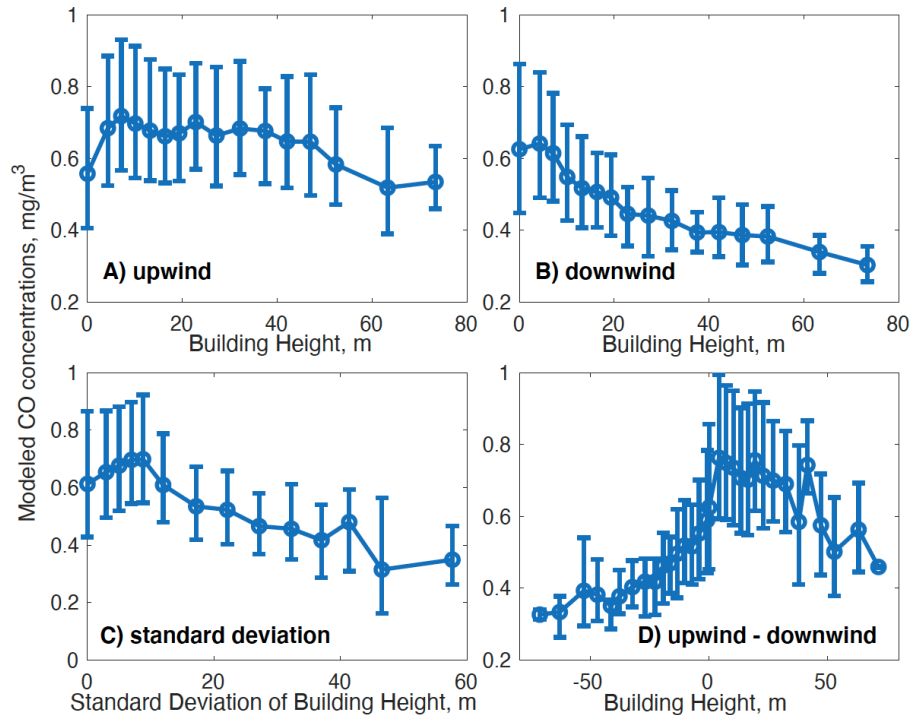 Modeled CO concentrations, mg/m³
1
0.8
0.6
0.4
0.2
0 20 40 60 80
A) upwind
Building Height, m
1
0.8
0.6
0.4
0.2
0 20 40 60 80
B) downwind
Building Height, m
1
0.8
0.6
0.4
0.2
0
0 20 40 60
C) standard deviation
Standard Deviation of Building Height, m
1
0.8
0.6
0.4
0.2
-50 0 50
D) upwind - downwind
Building Height, m